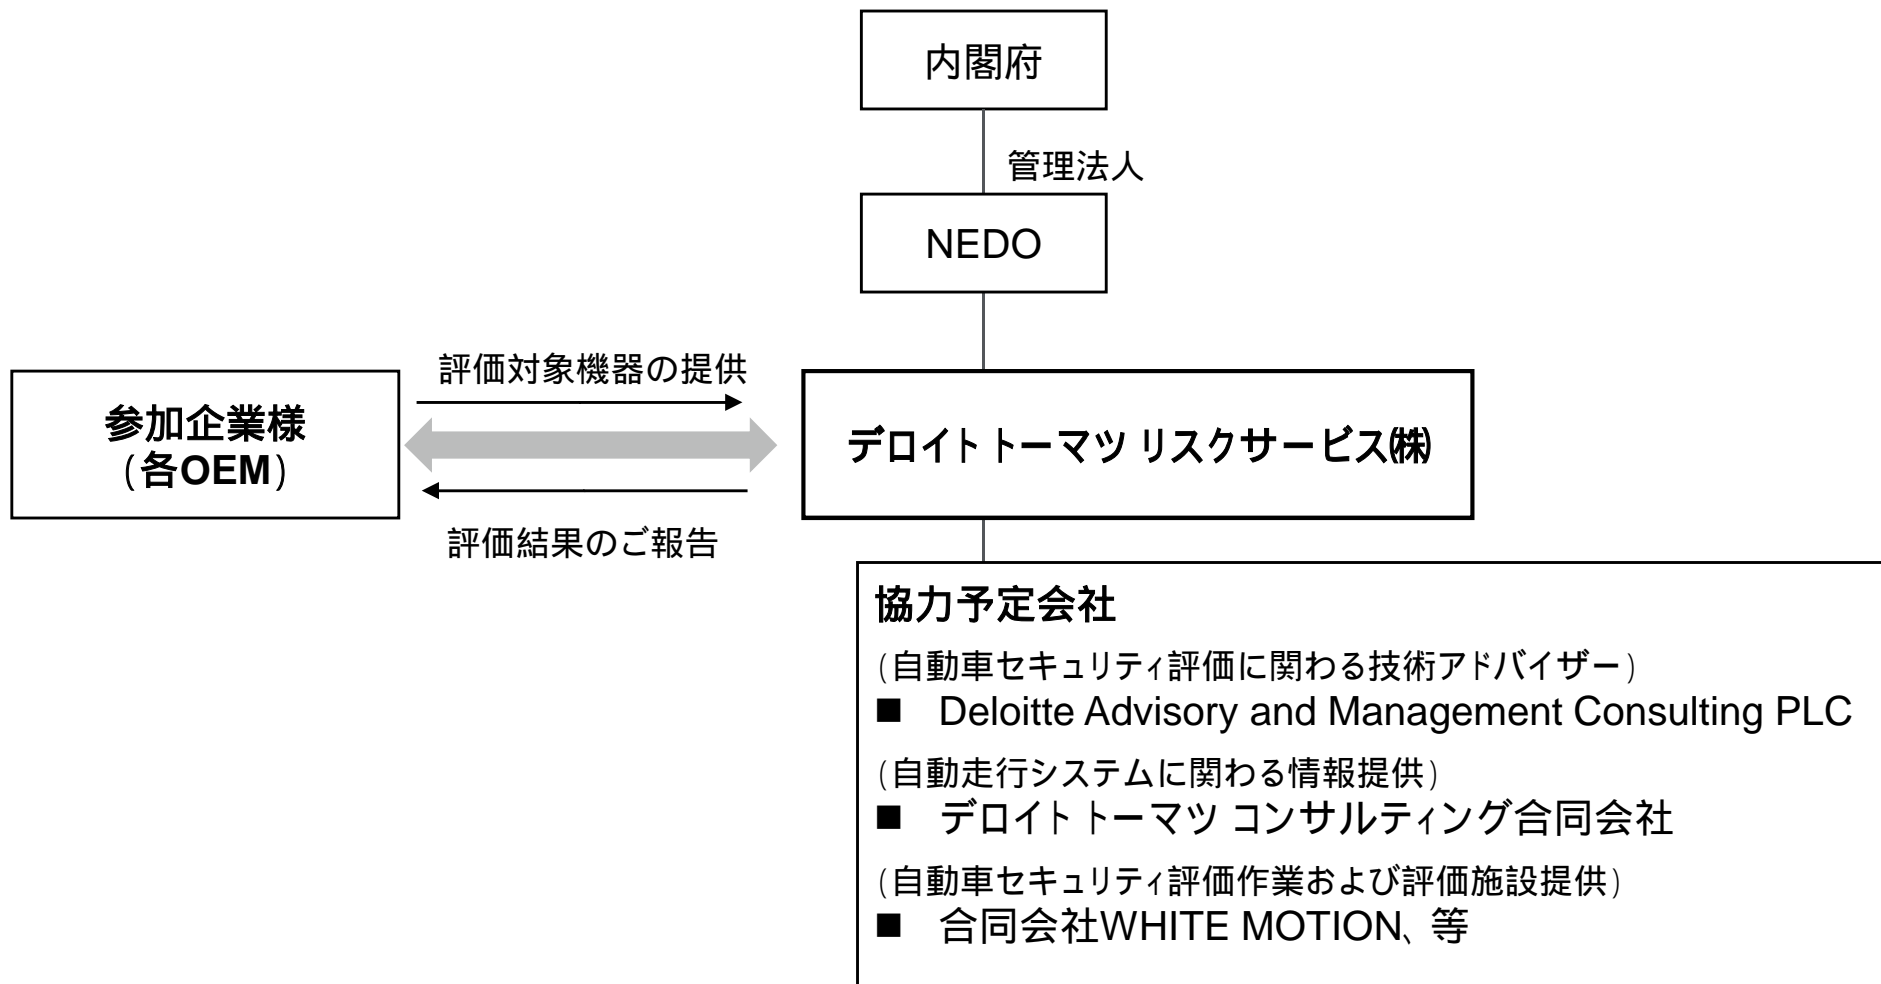 内閣府
管理法人
NEDO
評価対象機器の提供
参加企業様
(各OEM)
デロイト トーマツ リスクサービス㈱
評価結果のご報告
協力予定会社
(自動車セキュリティ評価に関わる技術アドバイザー)
■ Deloitte Advisory and Management Consulting PLC
(自動走行システムに関わる情報提供)
■ デロイト トーマツ コンサルティング合同会社
(自動車セキュリティ評価作業および評価施設提供)
■ 合同会社WHITE MOTION、等